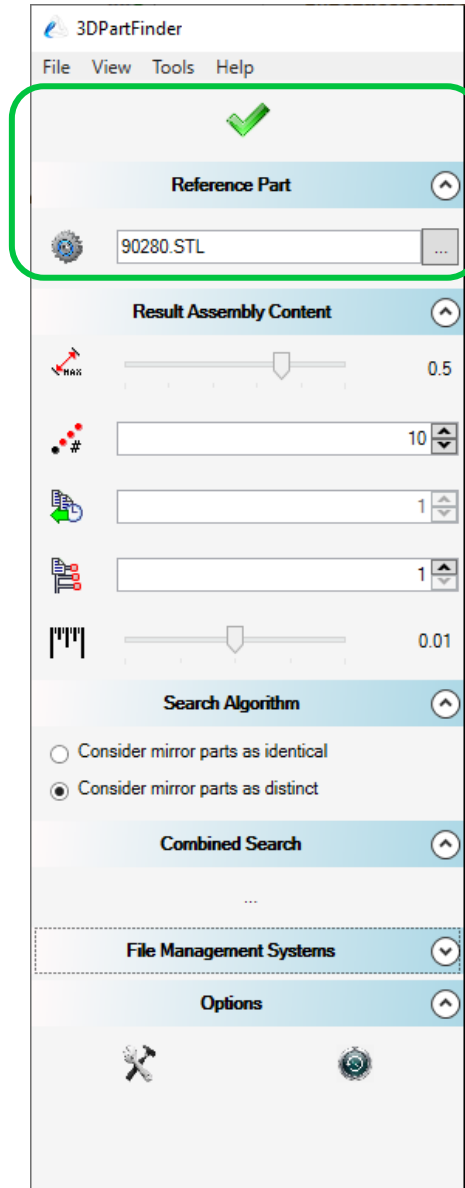 3DPartFinder
File View Tools Help
Reference Part
90280.STL ...
Result Assembly Content
MAX 0.5
# 10
1
1
0.01
Search Algorithm
Consider mirror parts as identical
Consider mirror parts as distinct
Combined Search
...
File Management Systems
Options